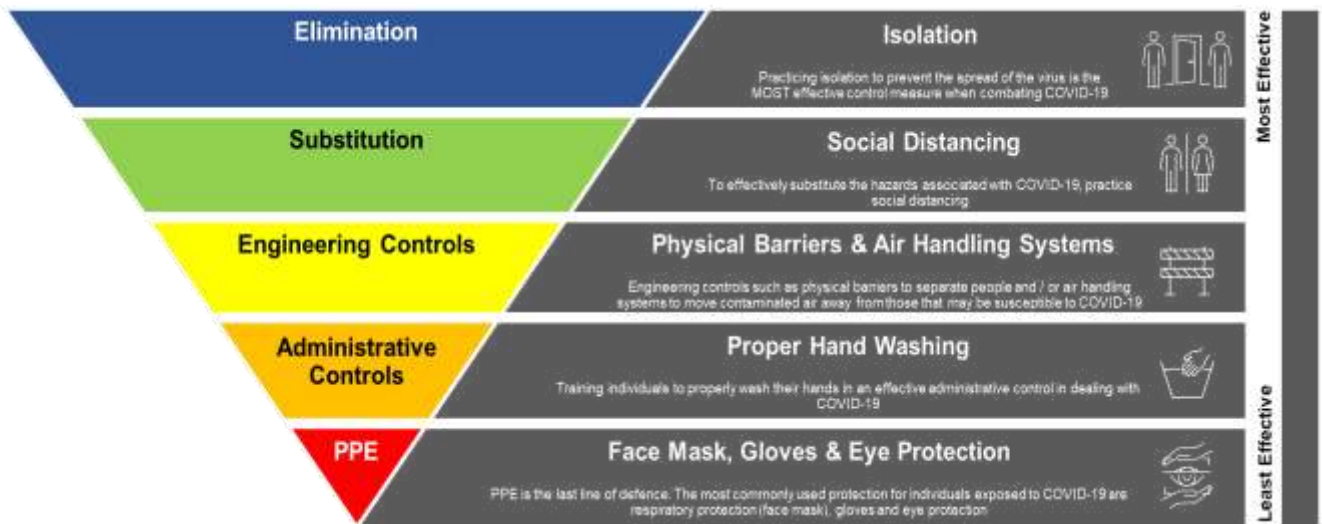 Elimination
Isolation
Practicing isolation to prevent the spread of the virus is the
MOST effective control measure when combating COVID-19
Most Effective
Substitution
Social Distancing
To effectively substitute the hazards associated with COVID-19, practice
social distancing
Engineering Controls
Physical Barriers & Air Handling Systems
Engineering controls such as physical barriers to separate people and / or air handling
systems to move contaminated air away from those that may be susceptible to COVID-19
Administrative
Controls
Proper Hand Washing
Training individuals to properly wash their hands in an effective administrative control in dealing with
COVID-19
PPE
Face Mask, Gloves & Eye Protection
PPE is the last line of defence. The most commonly used protection for individuals exposed to COVID-19 are
respiratory protection (face mask), gloves and eye protection
Least Effective